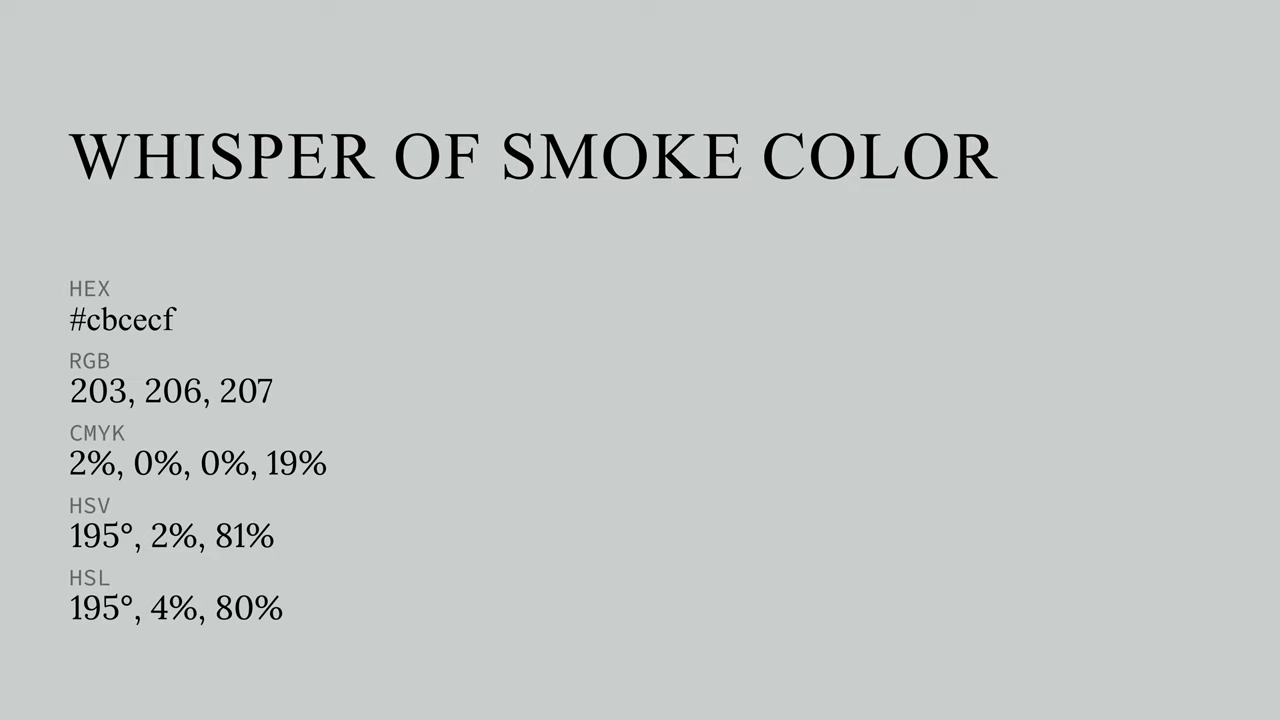 WHISPER OF SMOKE COLOR
HEX
#cbcecf
RGB
203, 206, 207
CMYK
2%, 0%, 0%, 19%
HSV
195°, 2%, 81%
HSL
195°, 4%, 80%